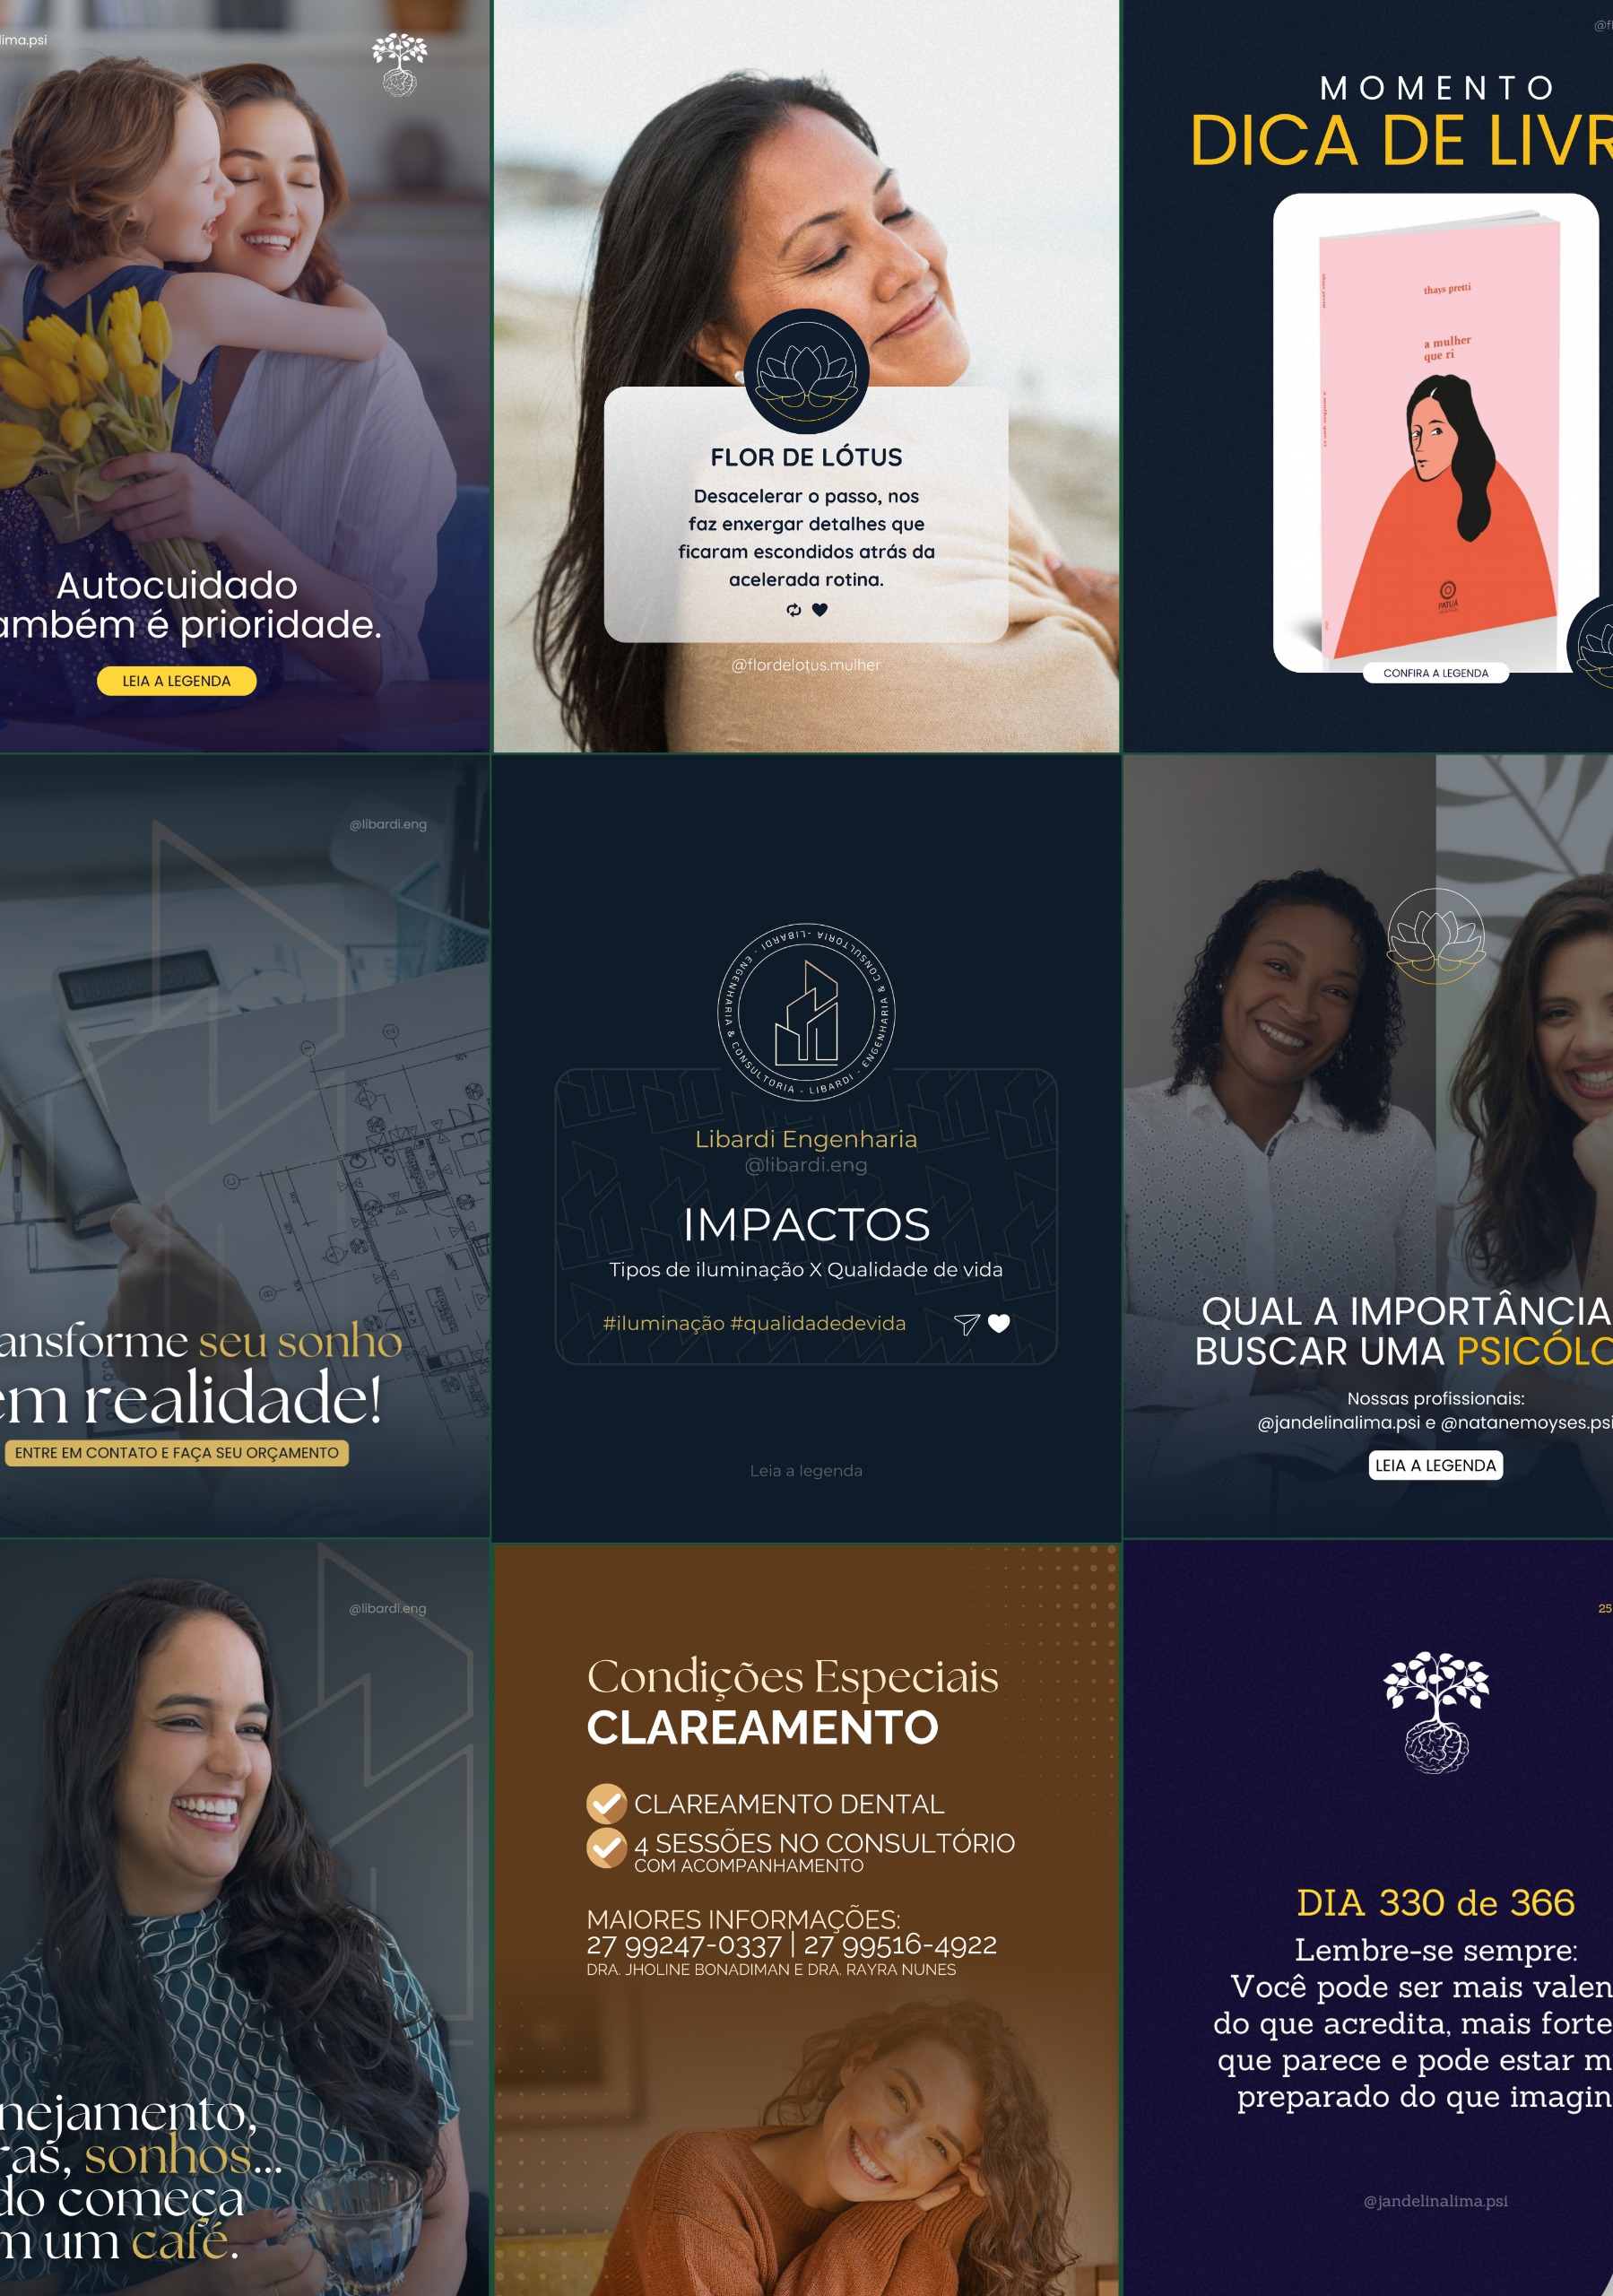 lima.psi
Autocuidado
ambém é prioridade.
LEIA A LEGENDA
FLOR DE LÓTUS
Desacelerar o passo, nos
faz enxergar detalhes que
ficaram escondidos atrás da
acelerada rotina.
@flordelotus.mulher
@fl
MOMENTO
DICA DE LIVR
thays pretti
a mulher
que ri
PATUÁ
CONFIRA A LEGENDA
@libardi.eng
ansforme seu sonho
em realidade!
ENTRE EM CONTATO E FAÇA SEU ORÇAMENTO
LIBARDI - ENGENHARIA & CONSULTORIA - LIBARDI - ENGENHARIA & CONSULTORIA -
Libardi Engenharia
@libardi.eng
IMPACTOS
Tipos de iluminação X Qualidade de vida
#iluminação #qualidadedevida
Leia a legenda
QUAL A IMPORTÂNCIA
BUSCAR UMA PSICÓLO
Nossas profissionais:
@jandelinalima.psi e @natanemoyses.psi
LEIA A LEGENDA
@libardi.eng
nejamento,
ras, sonhos...
do começa
m um café.
Condições Especiais
CLAREAMENTO
CLAREAMENTO DENTAL
4 SESSÕES NO CONSULTÓRIO
COM ACOMPANHAMENTO
MAIORES INFORMAÇÕES:
27 99247-0337 | 27 99516-4922
DRA. JHOLINE BONADIMAN E DRA. RAYRA NUNES
25
DIA 330 de 366
Lembre-se sempre:
Você pode ser mais valen
do que acredita, mais forte
que parece e pode estar m
preparado do que imagin
@jandelinalima.psi